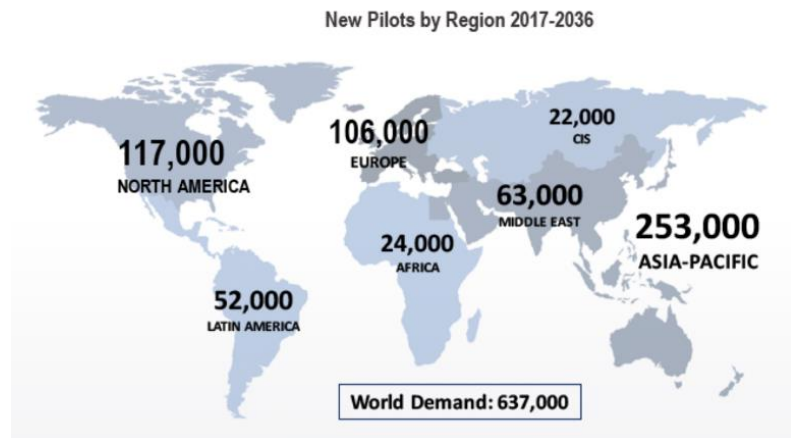 New Pilots by Region 2017-2036
22,000
CIS
106,000
EUROPE
117,000
NORTH AMERICA
63,000
MIDDLE EAST
253,000
ASIA-PACIFIC
24,000
AFRICA
52,000
LATIN AMERICA
World Demand: 637,000